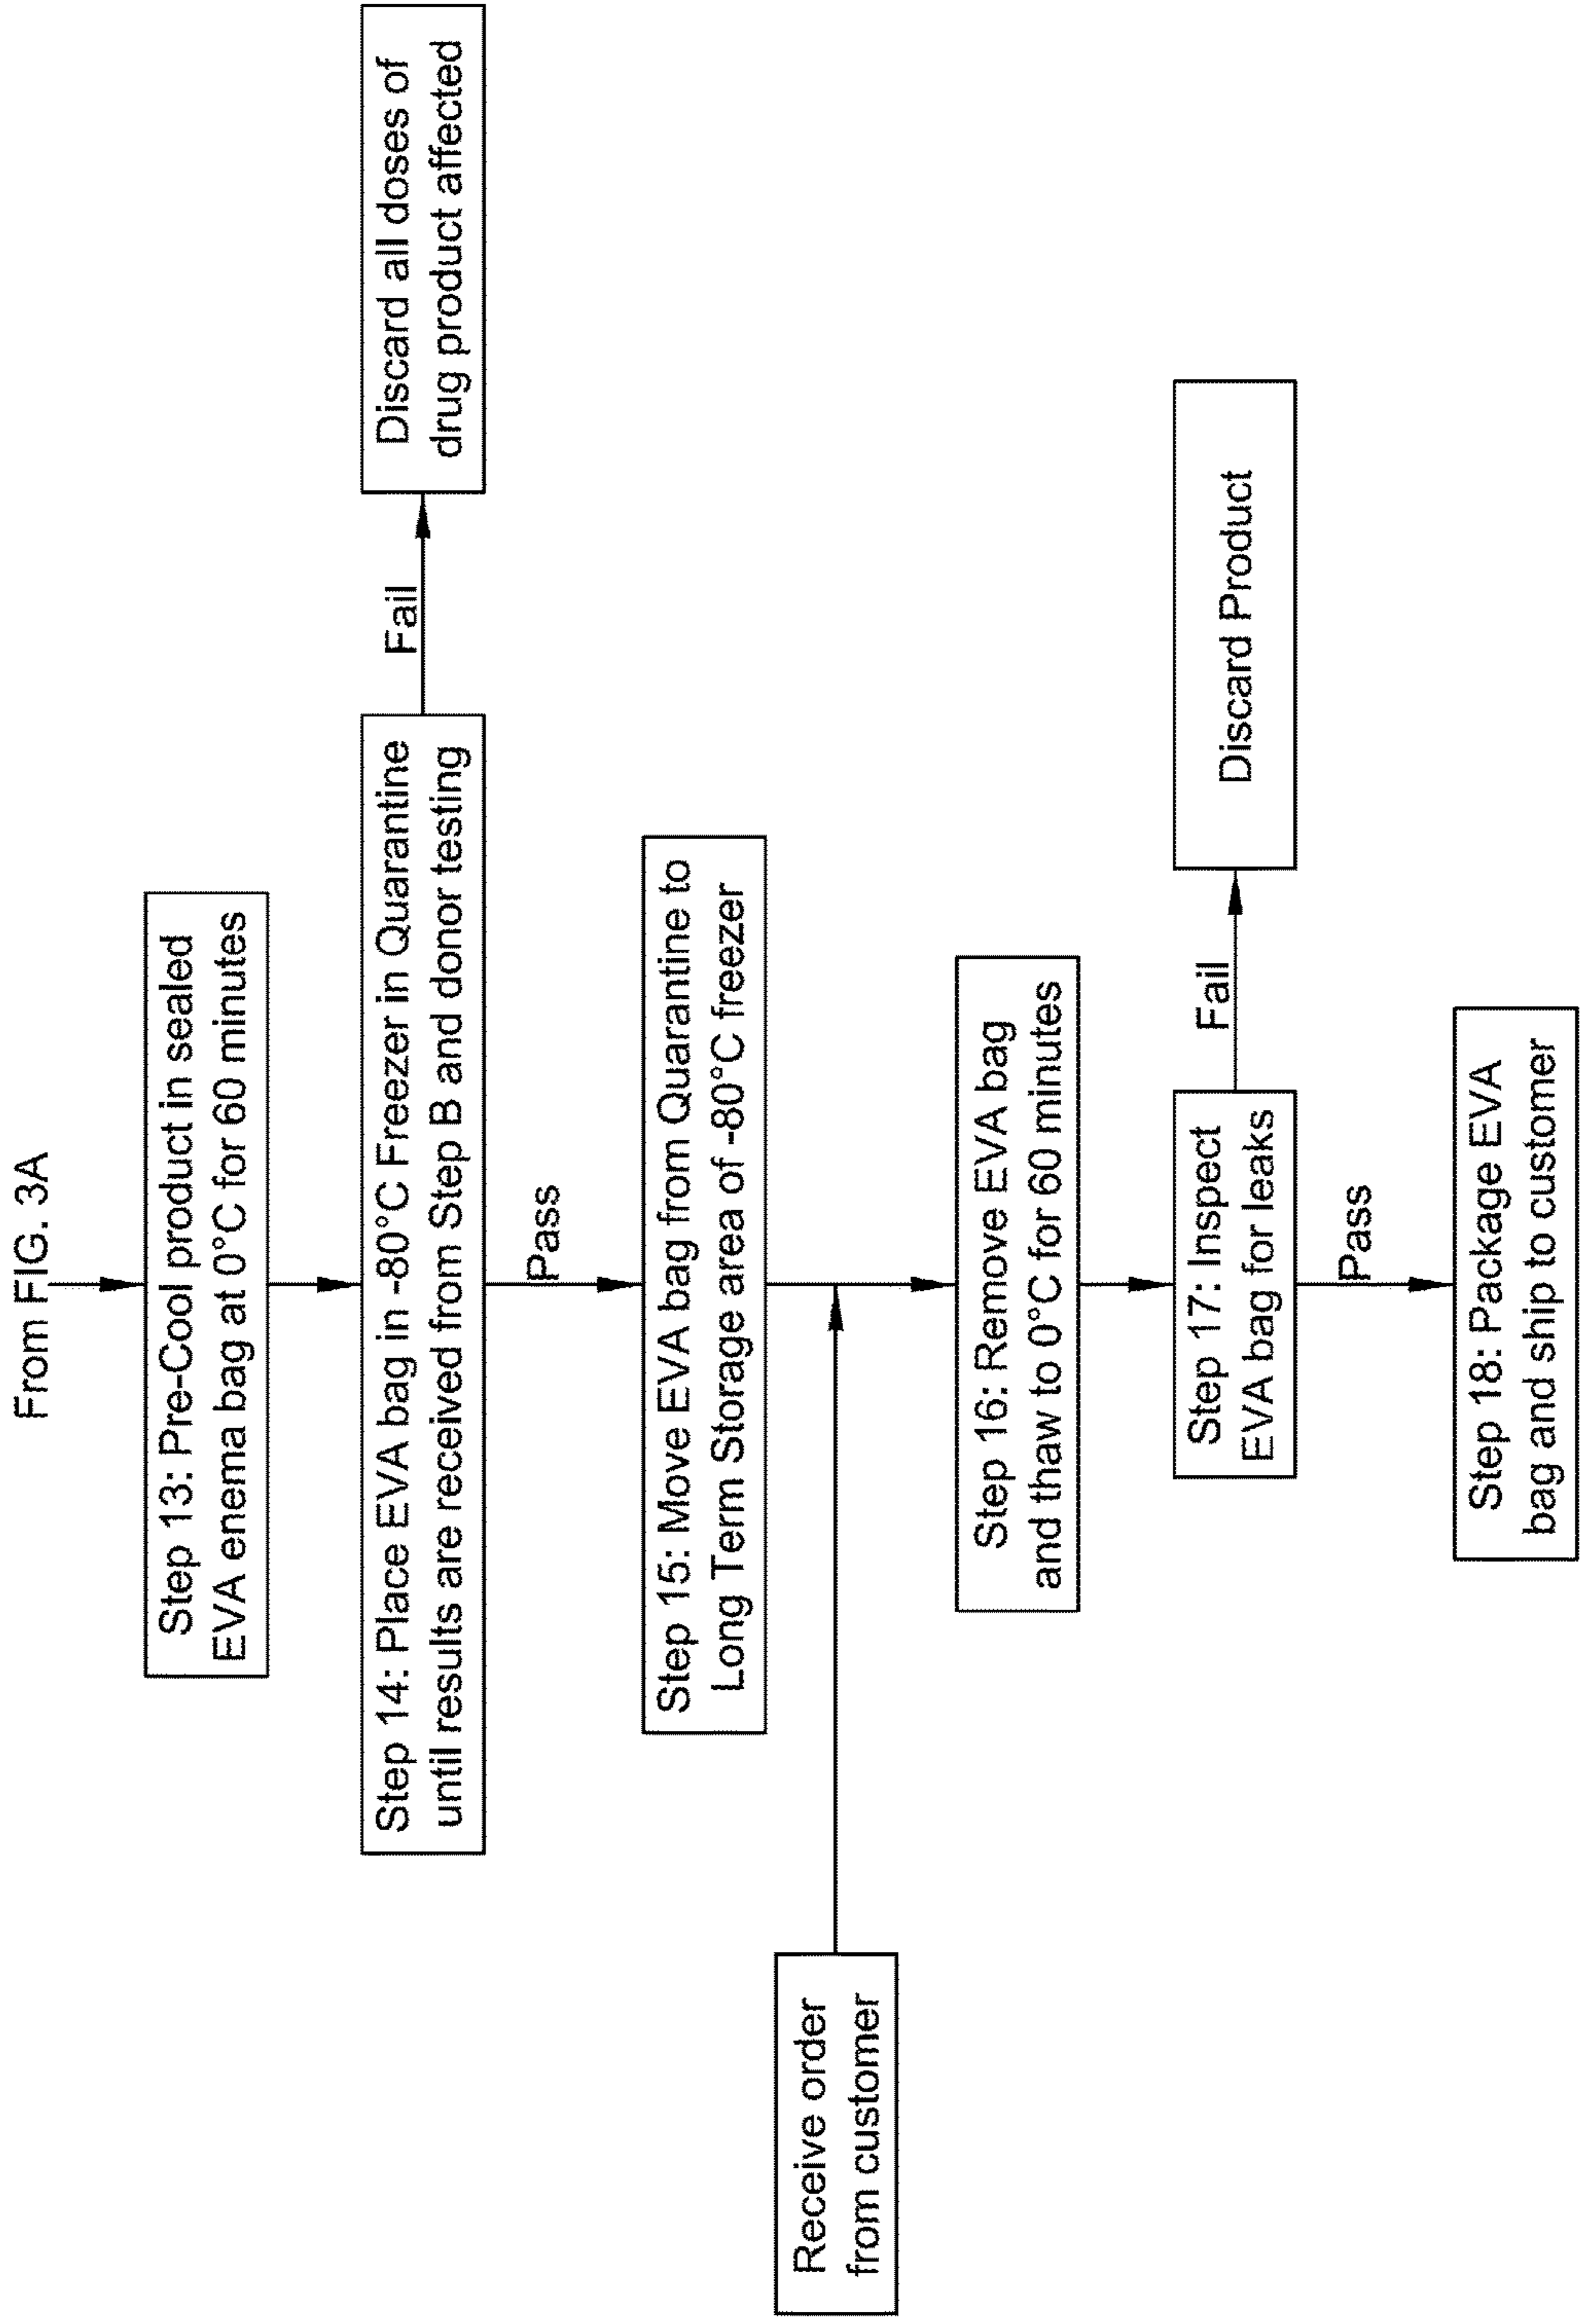 From FIG. 3A
Step 13: Pre-Cool product in sealed
EVA enema bag at 0°C for 60 minutes
Step 14: Place EVA bag in -80°C Freezer in Quarantine
until results are received from Step B and donor testing
Fail
Discard all doses of
drug product affected
Pass
Step 15: Move EVA bag from Quarantine to
Long Term Storage area of -80°C freezer
Receive order
from customer
Step 16: Remove EVA bag
and thaw to 0°C for 60 minutes
Step 17: Inspect
EVA bag for leaks
Fail
Discard Product
Pass
Step 18: Package EVA
bag and ship to customer